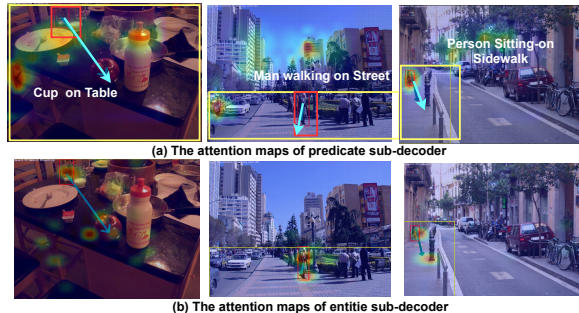 Cup on Table
Man walking on Street
Person Sitting-on
Sidewalk
(a) The attention maps of predicate sub-decoder
(b) The attention maps of entitie sub-decoder